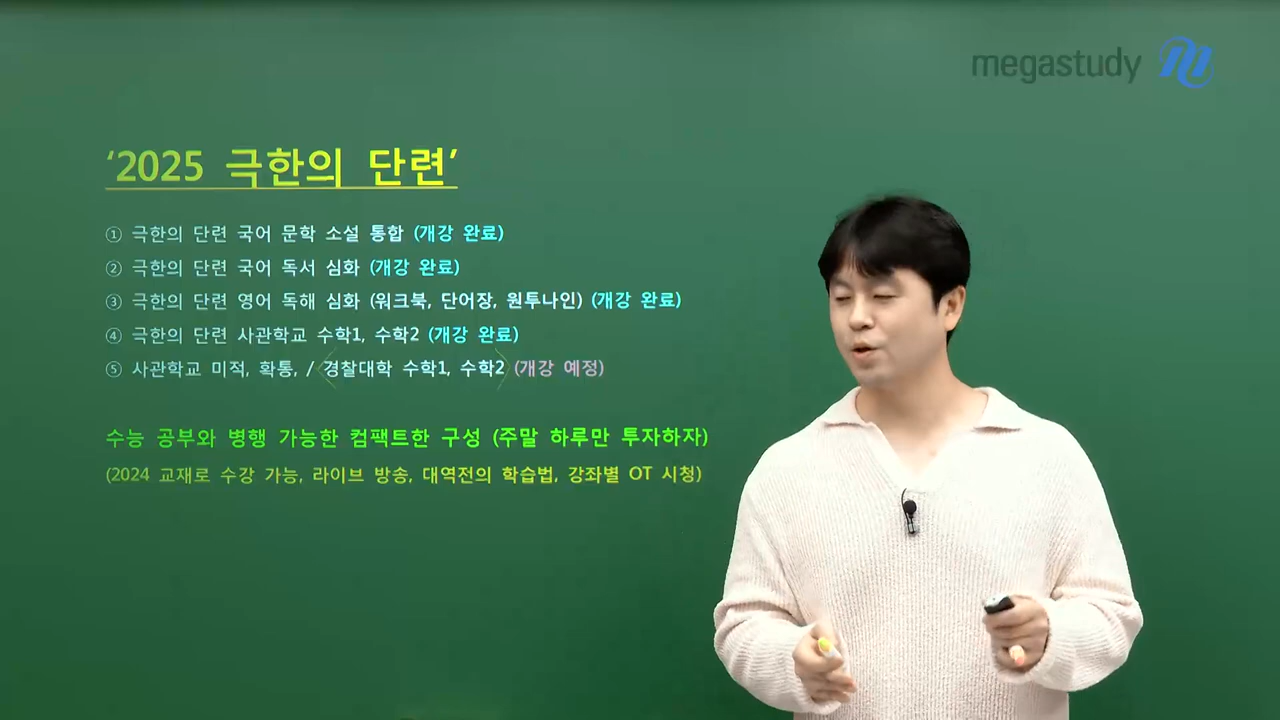 megastudy
‘2025 극한의 단련’
① 극한의 단련 국어 문학 소설 통합 (개강 완료)
② 극한의 단련 국어 독서 심화 (개강 완료)
③ 극한의 단련 영어 독해 심화 (워크북, 단어장, 원투나인) (개강 완료)
④ 극한의 단련 사관학교 수학1, 수학2 (개강 완료)
⑤ 사관학교 미적, 확통, / 경찰대학 수학1, 수학2 (개강 예정)
수능 공부와 병행 가능한 컴팩트한 구성 (주말 하루만 투자하자)
(2024 교재로 수강 가능, 라이브 방송, 대역전의 학습법, 강좌별 OT 시청)